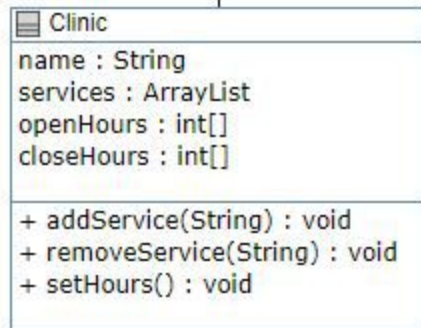 Clinic
name : String
services : ArrayList
openHours : int[]
closeHours : int[]
+ addService(String) : void
+ removeService(String) : void
+ setHours() : void